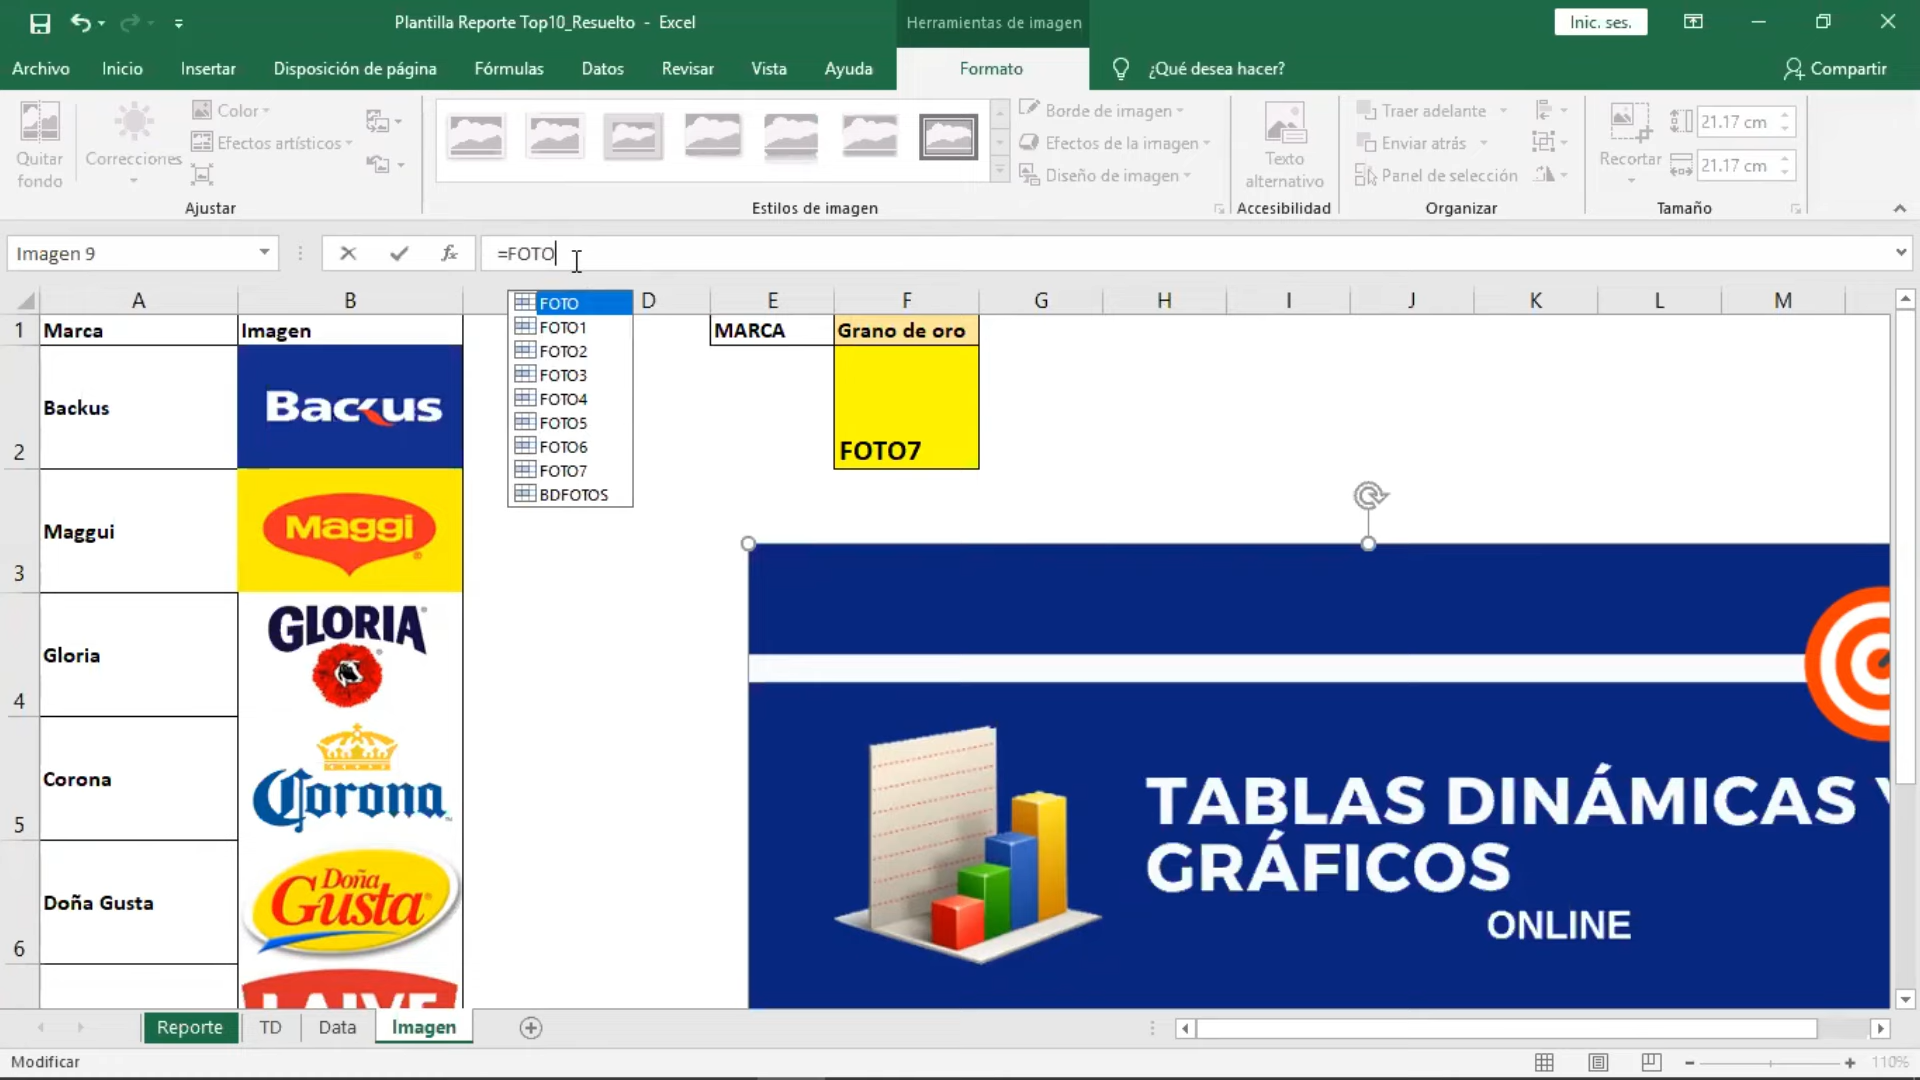 Plantilla Reporte Top10_Resuelto - Excel
Herramientas de imagen
Inic. ses.
Archivo
Inicio
Insertar
Disposición de página
Fórmulas
Datos
Revisar
Vista
Ayuda
Formato
¿Qué desea hacer?
Compartir
Quitar fondo
Correcciones
Color
Efectos artísticos
Ajustar
Estilos de imagen
Borde de imagen
Efectos de la imagen
Diseño de imagen
Texto alternativo
Accesibilidad
Traer adelante
Enviar atrás
Panel de selección
Organizar
Recortar
21.17 cm
21.17 cm
Tamaño
Imagen 9
fx
=FOTO
A B D E F G H I J K L M
FOTO
FOTO1
FOTO2
FOTO3
FOTO4
FOTO5
FOTO6
FOTO7
BDFOTOS
1 Marca Imagen MARCA Grano de oro
2 Backus Backus FOTO7
3 Maggui Maggi
4 Gloria GLORIA
5 Corona Corona
6 Doña Gusta Doña Gusta
LAIVE
TABLAS DINÁMICAS Y
GRÁFICOS
ONLINE
Reporte
TD
Data
Imagen
Modificar
110%